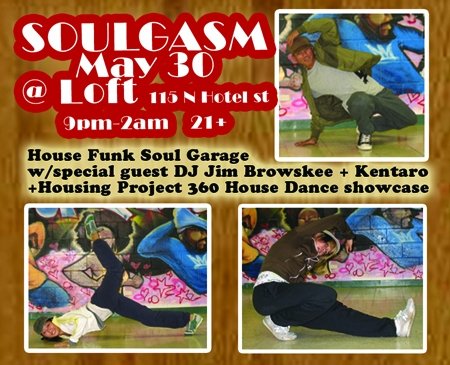 SOULGASM
May 30
@ Loft 115 N Hotel st
9pm-2am 21+
House Funk Soul Garage
w/special guest DJ Jim Browskee + Kentaro
+Housing Project 360 House Dance showcase